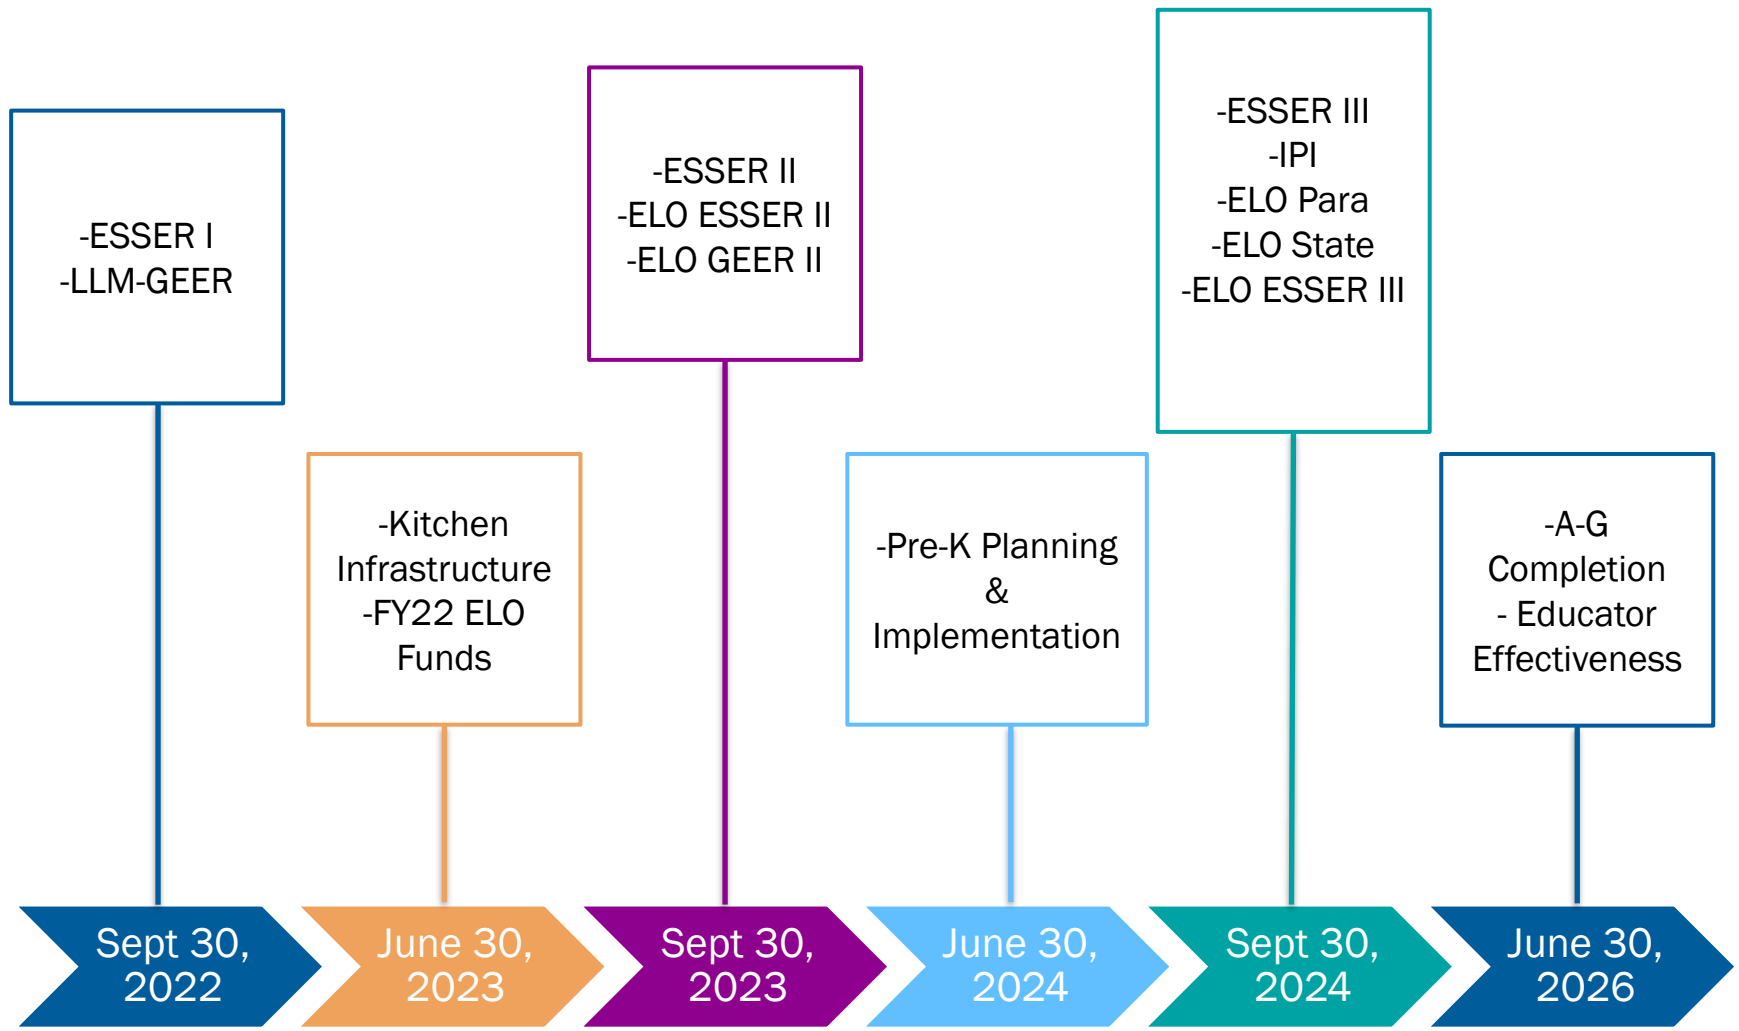 -ESSER I
-LLM-GEER
-Kitchen
Infrastructure
-FY22 ELO
Funds
-ESSER II
-ELO ESSER II
-ELO GEER II
-Pre-K Planning
&
Implementation
-ESSER III
-IPI
-ELO Para
-ELO State
-ELO ESSER III
-A-G
Completion
- Educator
Effectiveness
Sept 30,
2022
June 30,
2023
Sept 30,
2023
June 30,
2024
Sept 30,
2024
June 30,
2026